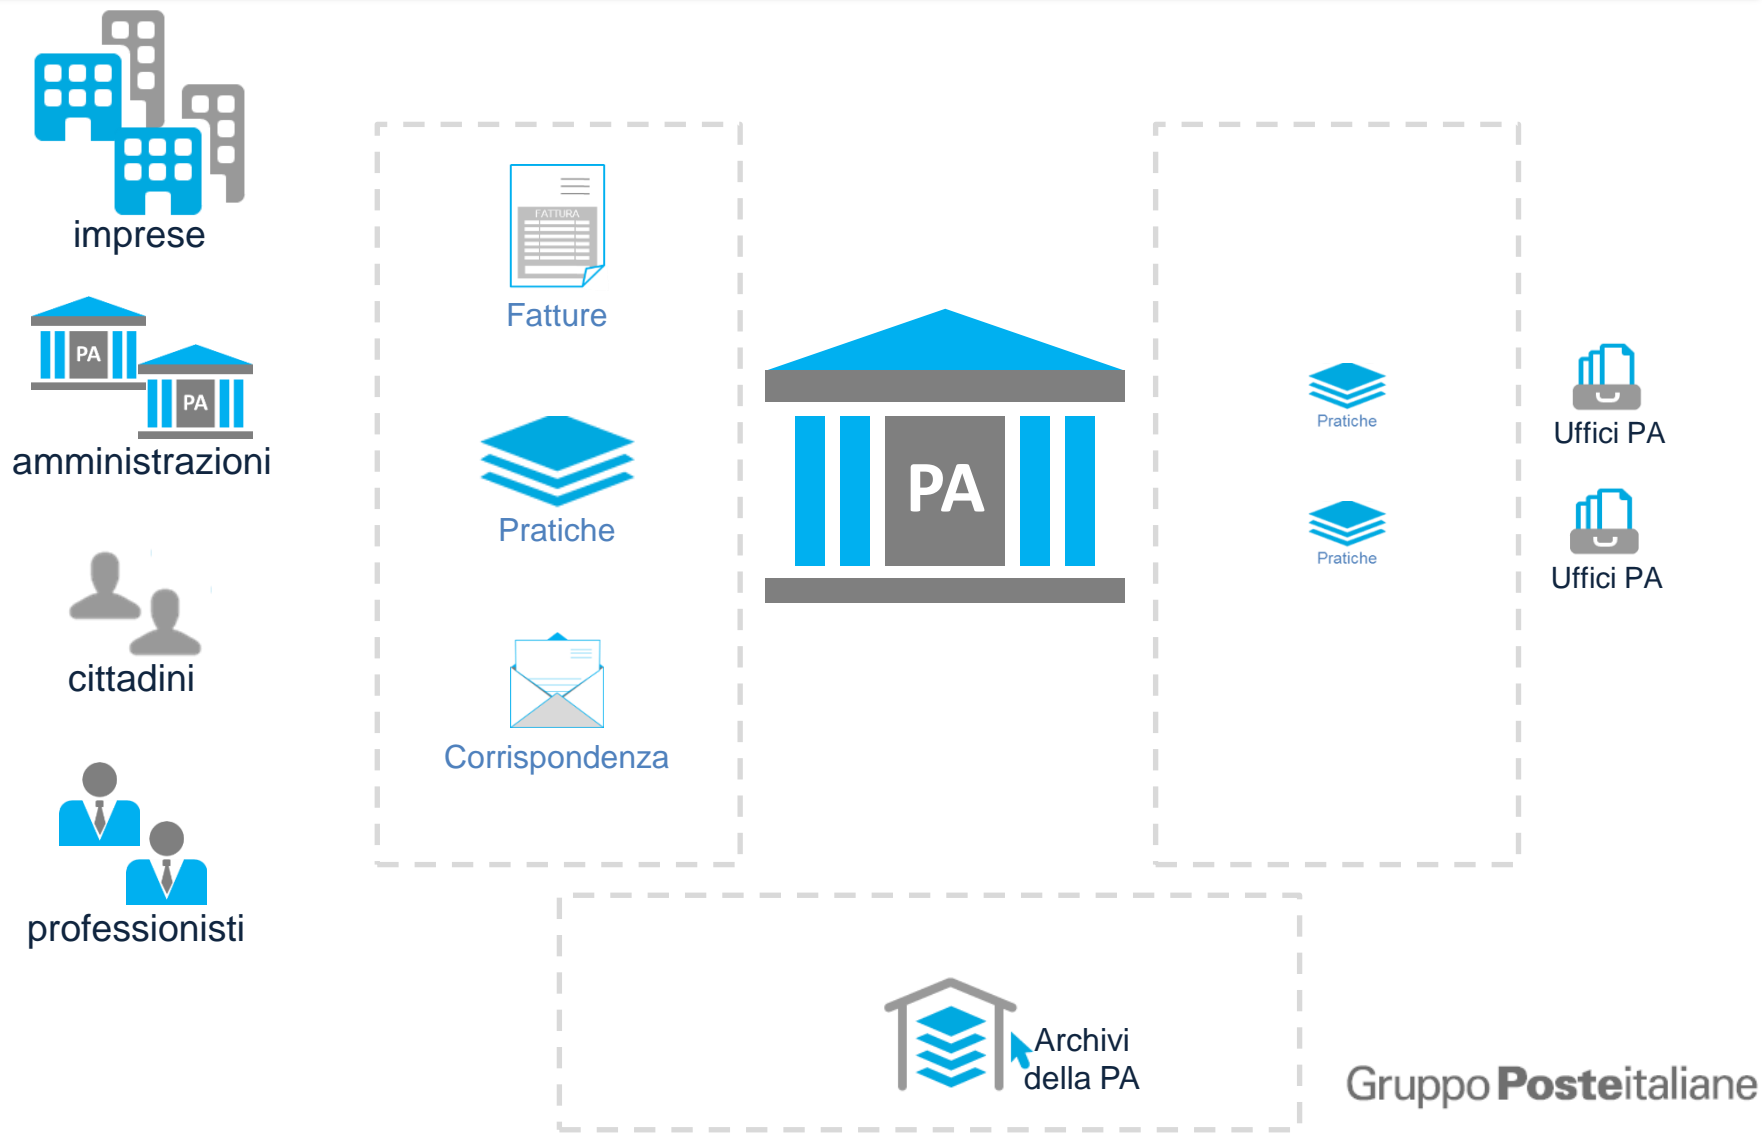 imprese
PA
PA
amministrazioni
cittadini
professionisti
FATTURA
Fatture
Pratiche
Corrispondenza
PA
Pratiche
Pratiche
Uffici PA
Uffici PA
Archivi
della PA
Gruppo Posteitaliane